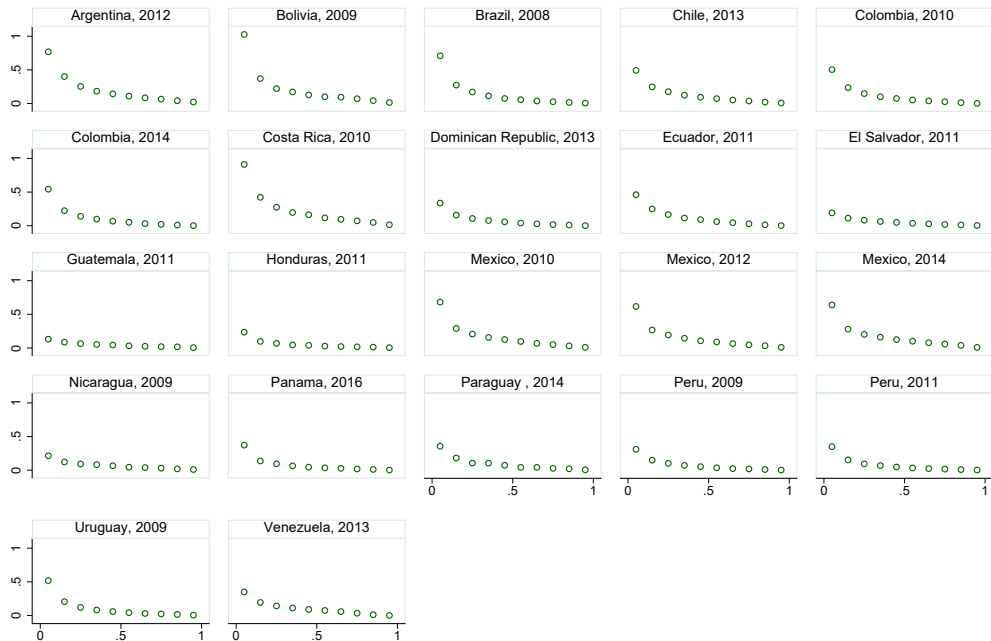 Argentina, 2012
Bolivia, 2009
Brazil, 2008
Chile, 2013
Colombia, 2010
0 .5 1
Colombia, 2014
Costa Rica, 2010
Dominican Republic, 2013
Ecuador, 2011
El Salvador, 2011
0 .5 1
Guatemala, 2011
Honduras, 2011
Mexico, 2010
Mexico, 2012
Mexico, 2014
0 .5 1
Nicaragua, 2009
Panama, 2016
Paraguay , 2014
Peru, 2009
Peru, 2011
0 .5 1
0 .5 1
0 .5 1
0 .5 1
Uruguay, 2009
Venezuela, 2013
0 .5 1
0 .5 1
0 .5 1